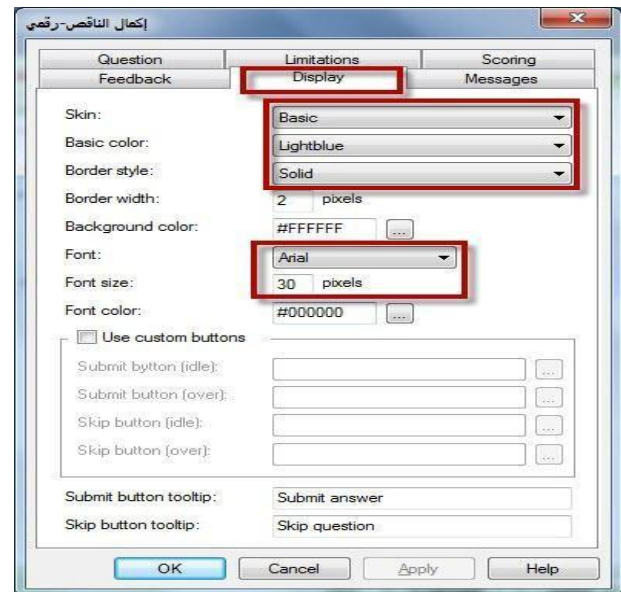 إكمال الناقص-رقمي
Question Limitations Scoring
Feedback Display Messages
Skin: Basic
Basic color: Lightblue
Border style: Solid
Border width: 2 pixels
Background color: #FFFFFF ...
Font: Arial
Font size: 30 pixels
Font color: #000000 ...
Use custom buttons
Submit bytton (idle): ...
Submit button (over): ...
Skip button (idle): ...
Skip button (over): ...
Submit button tooltip: Submit answer
Skip button tooltip: Skip question
OK Cancel Apply Help